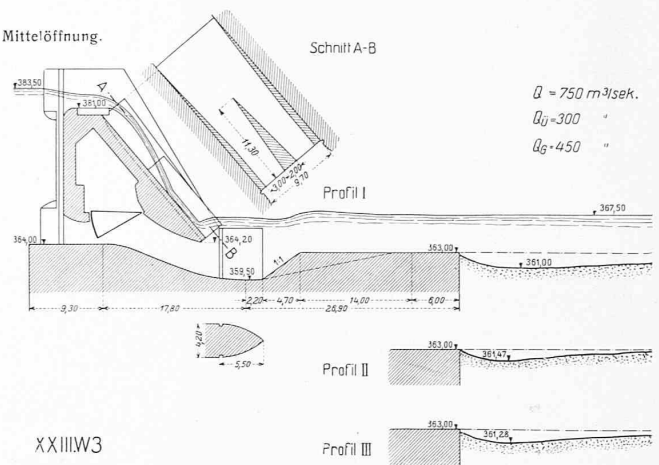 Mittelöffnung.
Schnitt A-B
383,50
A
381,00
Q = 750 m³/sek.
Qü=300 "
QG=450 "
11,30
3,00
2,00
9,70
Profil I
367,50
364,00
364,20
B
363,00
361,00
359,50
1:1
2,20
4,70
14,00
6,00
9,30
17,80
26,90
4,20
5,50
363,00
361,47
Profil II
363,00
361,28
Profil III
XXIII.W3